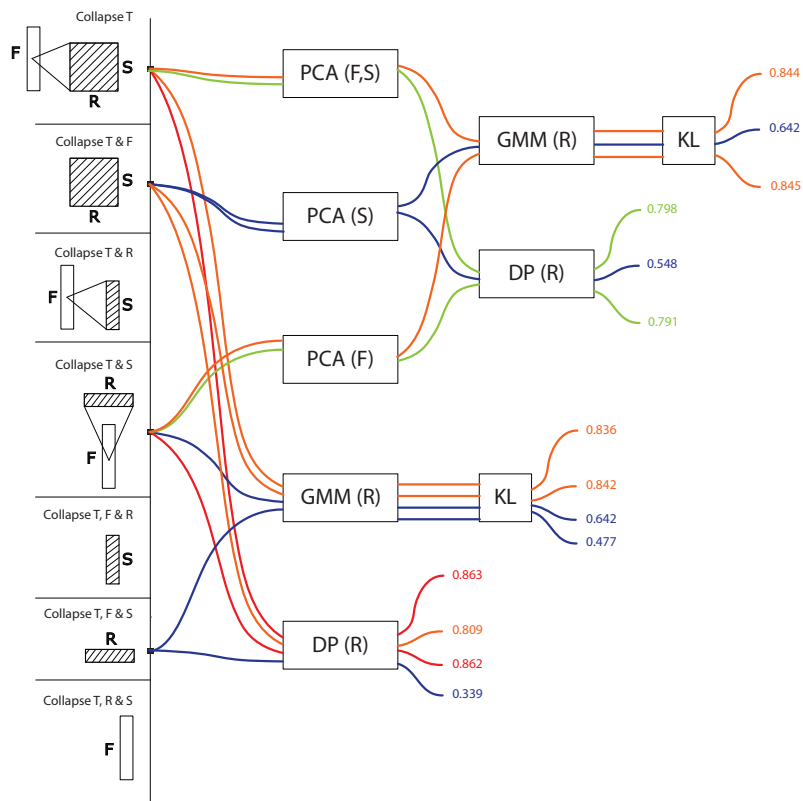 Collapse T
F
S
R
Collapse T & F
S
R
Collapse T & R
F
S
Collapse T & S
R
F
Collapse T, F & R
S
Collapse T, F & S
R
Collapse T, R & S
F
PCA (F,S)
PCA (S)
PCA (F)
GMM (R)
KL
0.844
0.642
0.845
DP (R)
0.798
0.548
0.791
GMM (R)
KL
0.836
0.842
0.642
0.477
DP (R)
0.863
0.809
0.862
0.339